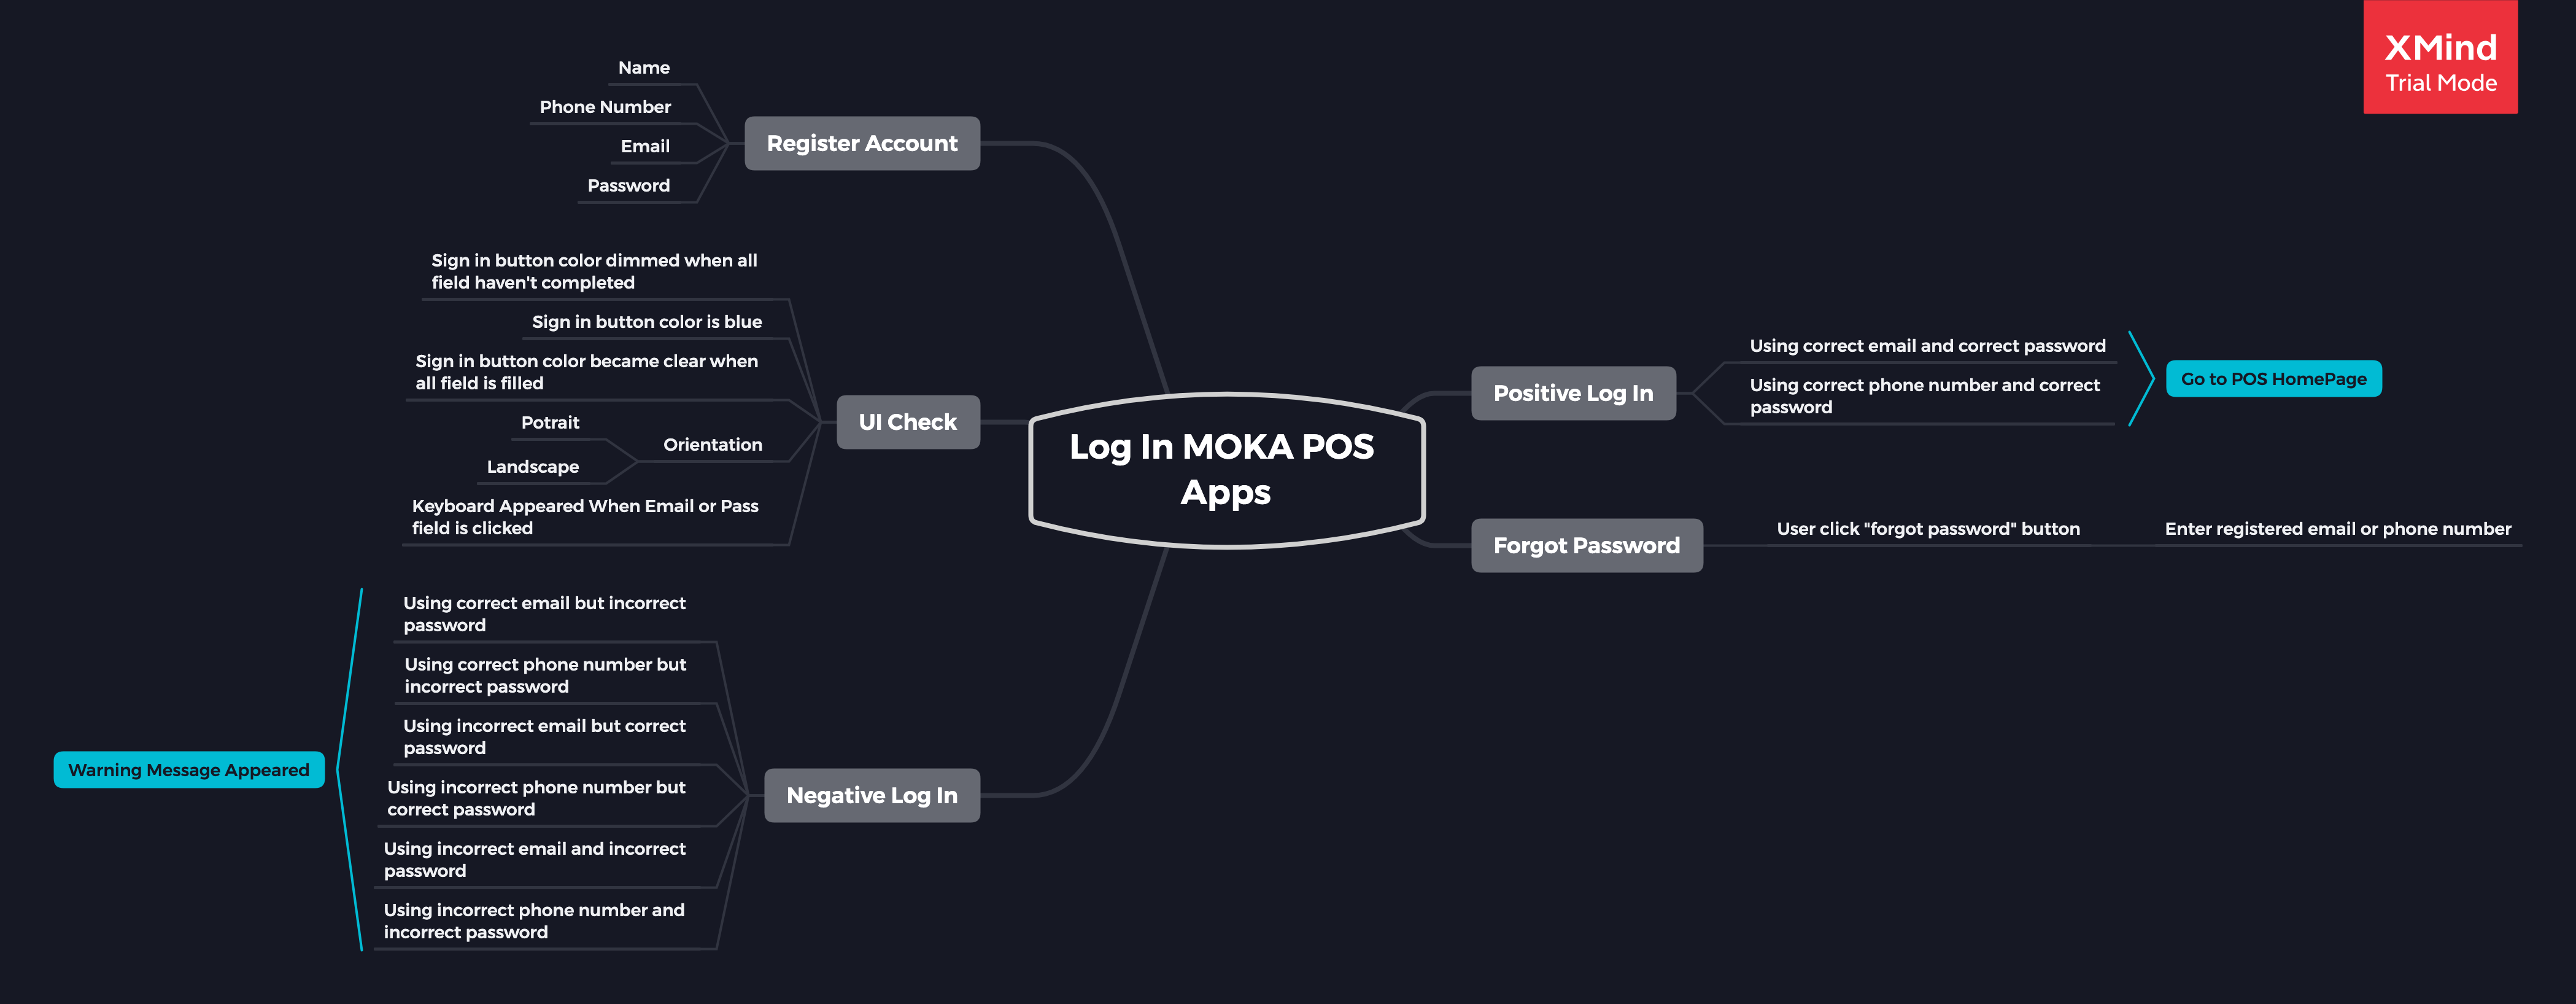 XMind
Trial Mode
Log In MOKA POS
Apps
Register Account
Name
Phone Number
Email
Password
UI Check
Sign in button color dimmed when all
field haven't completed
Sign in button color is blue
Sign in button color became clear when
all field is filled
Orientation
Potrait
Landscape
Keyboard Appeared When Email or Pass
field is clicked
Negative Log In
Using correct email but incorrect
password
Using correct phone number but
incorrect password
Using incorrect email but correct
password
Using incorrect phone number but
correct password
Using incorrect email and incorrect
password
Using incorrect phone number and
incorrect password
Warning Message Appeared
Positive Log In
Using correct email and correct password
Using correct phone number and correct
password
Go to POS HomePage
Forgot Password
User click "forgot password" button
Enter registered email or phone number